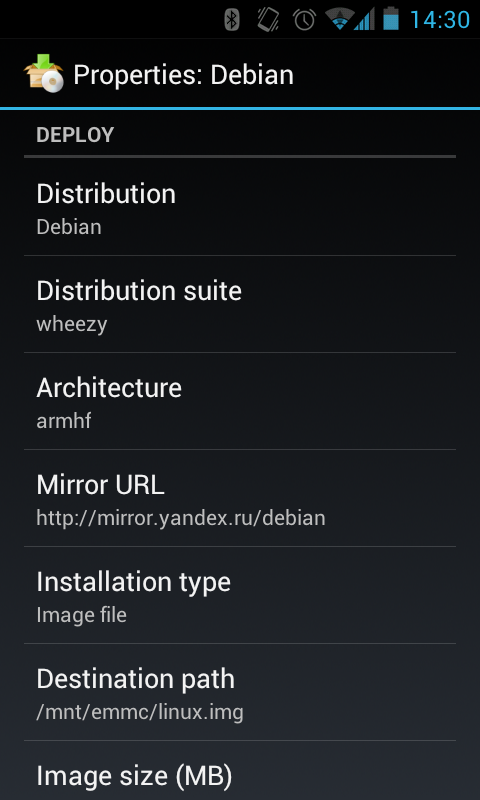 14:30
Properties: Debian
DEPLOY
Distribution
Debian
Distribution suite
wheezy
Architecture
armhf
Mirror URL
http://mirror.yandex.ru/debian
Installation type
Image file
Destination path
/mnt/emmc/linux.img
Image size (MB)